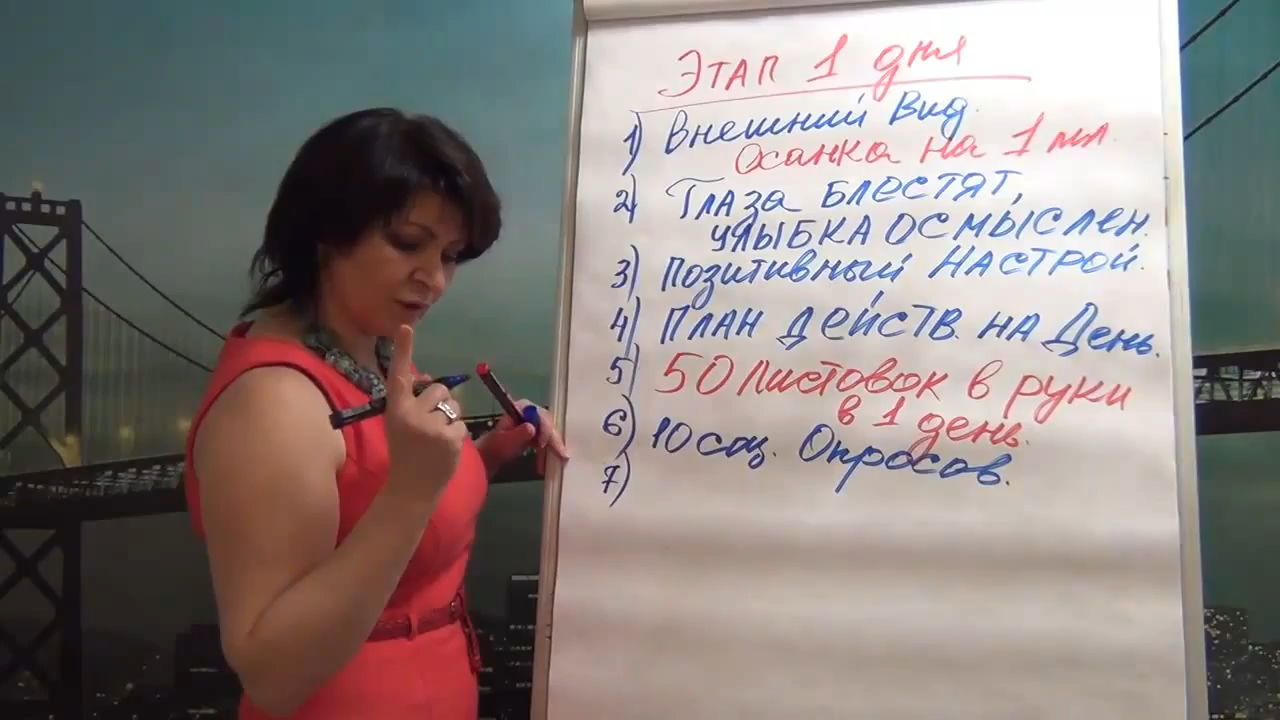 Этап 1 дня
1) Внешний Вид.
Осанка на 1 мл.
2) Глаза блестят,
улыбка осмыслен.
3) позитивный настрой.
4) план действ. на День.
5) 50 листовок в руки
в 1 день.
6) 10 соц. Опросов.
7)